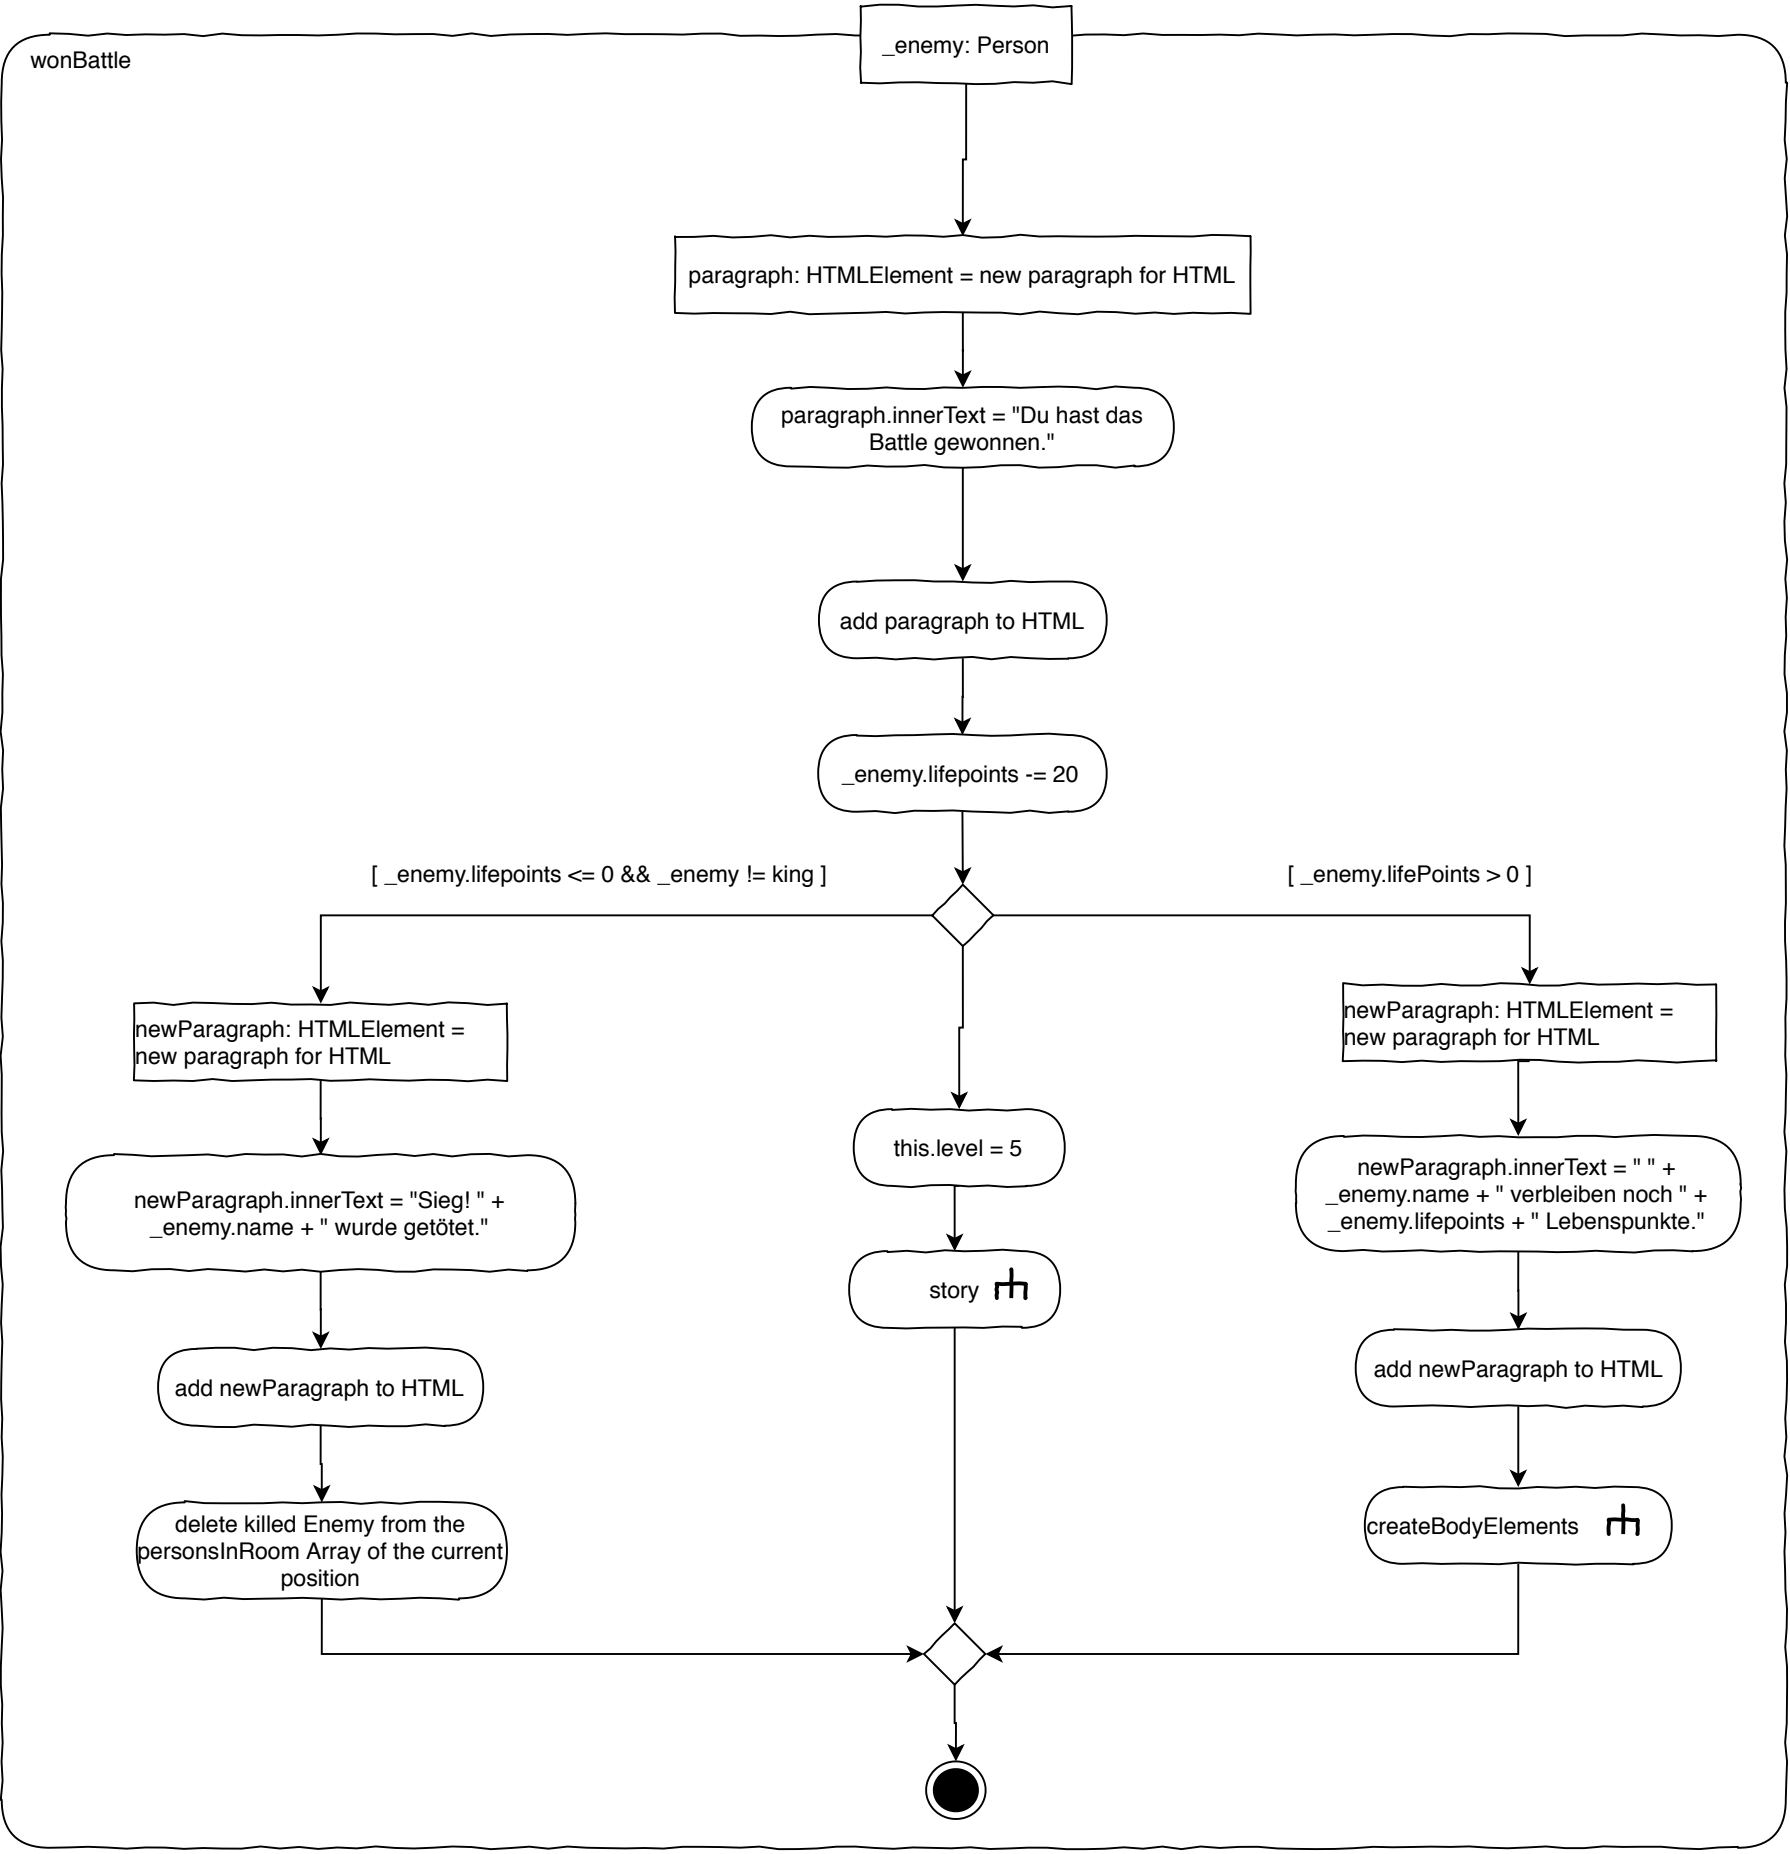 _enemy: Person
wonBattle
paragraph: HTMLElement = new paragraph for HTML
paragraph.innerText = "Du hast das
Battle gewonnen."
add paragraph to HTML
_enemy.lifepoints -= 20
[ _enemy.lifepoints <= 0 && _enemy != king ]
[ _enemy.lifePoints > 0 ]
newParagraph: HTMLElement =
new paragraph for HTML
newParagraph.innerText = "Sieg! " +
_enemy.name + " wurde getötet."
add newParagraph to HTML
delete killed Enemy from the
personsInRoom Array of the current
position
this.level = 5
story
newParagraph: HTMLElement =
new paragraph for HTML
newParagraph.innerText = " " +
_enemy.name + " verbleiben noch " +
_enemy.lifepoints + " Lebenspunkte."
add newParagraph to HTML
createBodyElements